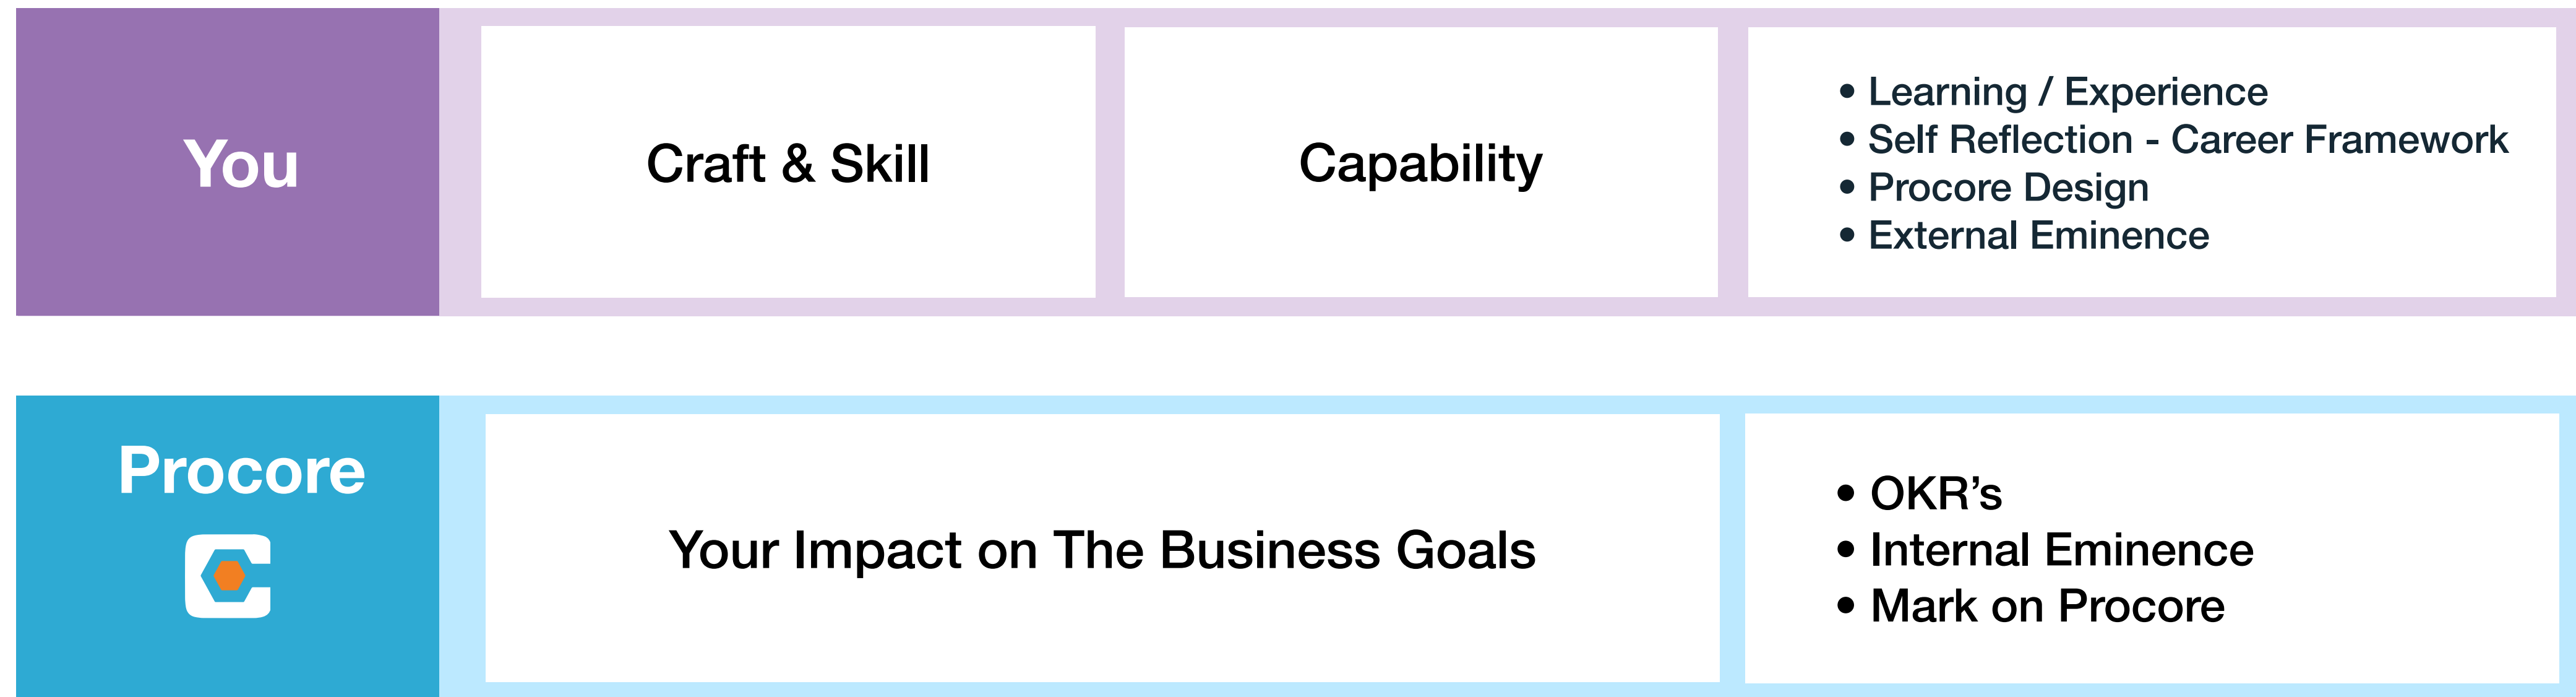 You
Craft & Skill
Capability
• Learning / Experience
• Self Reflection - Career Framework
• Procore Design
• External Eminence
Procore
Your Impact on The Business Goals
• OKR’s
• Internal Eminence
• Mark on Procore